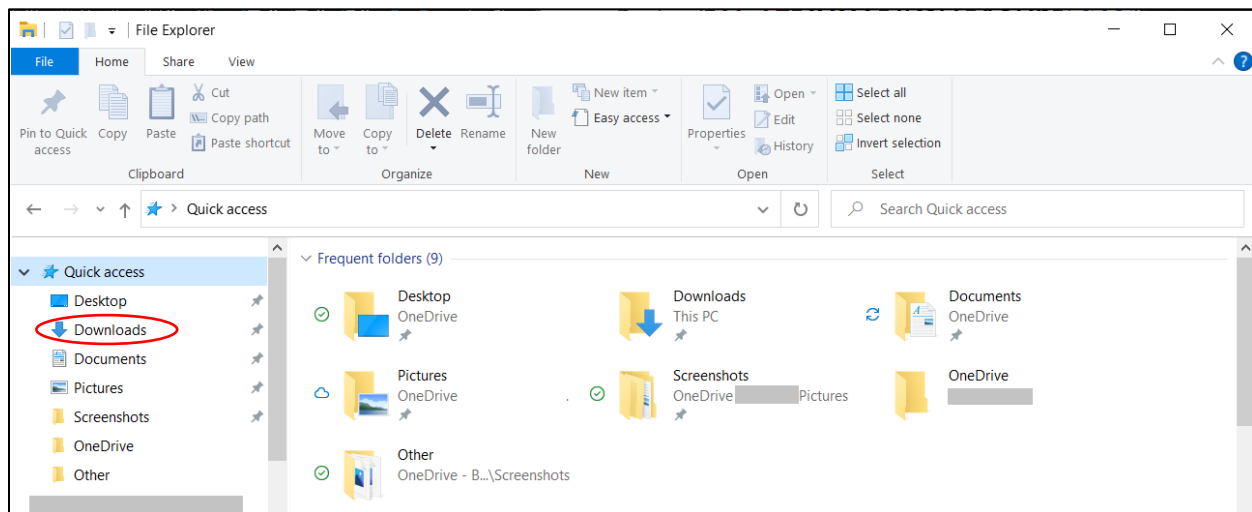 File Explorer
File Home Share View
Pin to Quick access
Copy
Paste
Cut
Copy path
Paste shortcut
Clipboard
Move to
Copy to
Delete
Rename
Organize
New folder
New item
Easy access
New
Properties
Open
Edit
History
Open
Select all
Select none
Invert selection
Select
Quick access
Search Quick access
Quick access
Desktop
Downloads
Documents
Pictures
Screenshots
OneDrive
Other
Frequent folders (9)
Desktop
OneDrive
Downloads
This PC
Documents
OneDrive
Pictures
OneDrive .
Screenshots
OneDrive Pictures
OneDrive
Other
OneDrive - B...\Screenshots